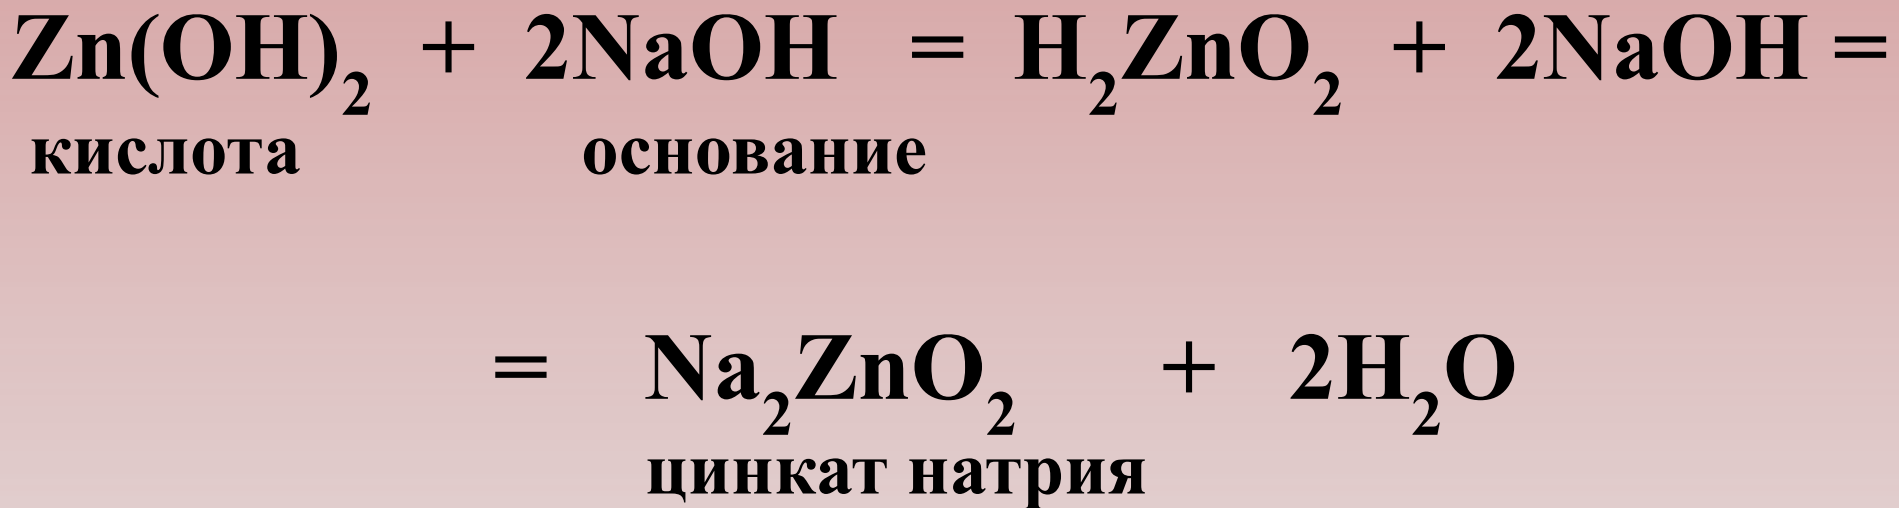 Zn(OH)₂ + 2NaOH = H₂ZnO₂ + 2NaOH =
кислота основание
= Na₂ZnO₂ + 2H₂O
цинкат натрия